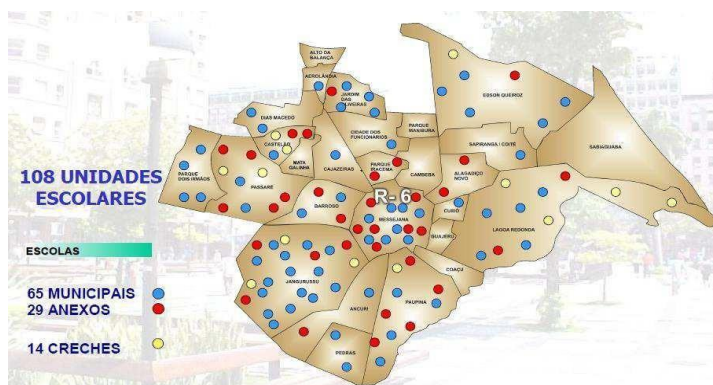 ALTO DA
BALANÇA
AEROLÂNDIA
JARDIM
DAS
OLIVEIRAS
EDSON QUEIROZ
DIAS MACEDO
CIDADE DOS
FUNCIONÁRIOS
PARQUE
MANIBURA
CASTELÃO
MATA
GALINHA
CAJAZEIRAS
PARQUE
IRACEMA
CAMBEBA
SAPIRANGA / COITÉ
SABIAGUABA
ALAGADIÇO
NOVO
PARQUE
DOIS IRMÃOS
PASSARÉ
108 UNIDADES
ESCOLARES
BARROSO
R- 6
MESSEJANA
CURIÓ
GUAJERU
LAGOA REDONDA
ESCOLAS
COAÇU
JANGURUSSU
ANCURI
PAUPINA
PEDRAS
65 MUNICIPAIS
29 ANEXOS
14 CRECHES